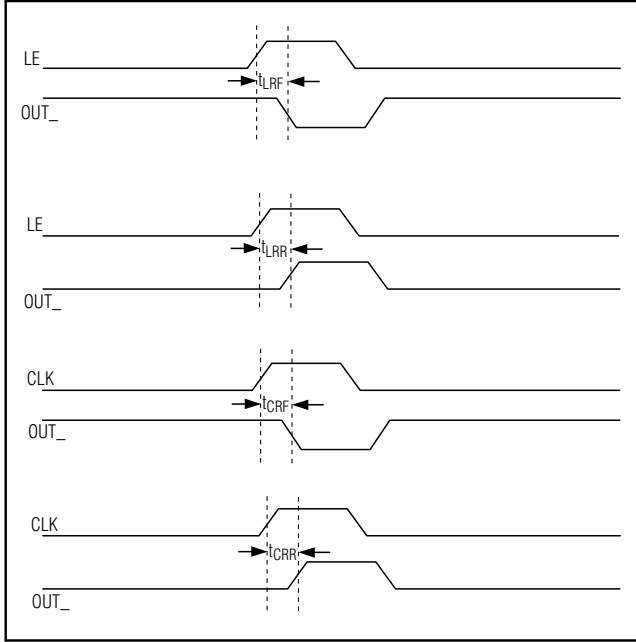 LE
tLRF
OUT_
LE
tLRR
OUT_
CLK
tCRF
OUT_
CLK
tCRR
OUT_